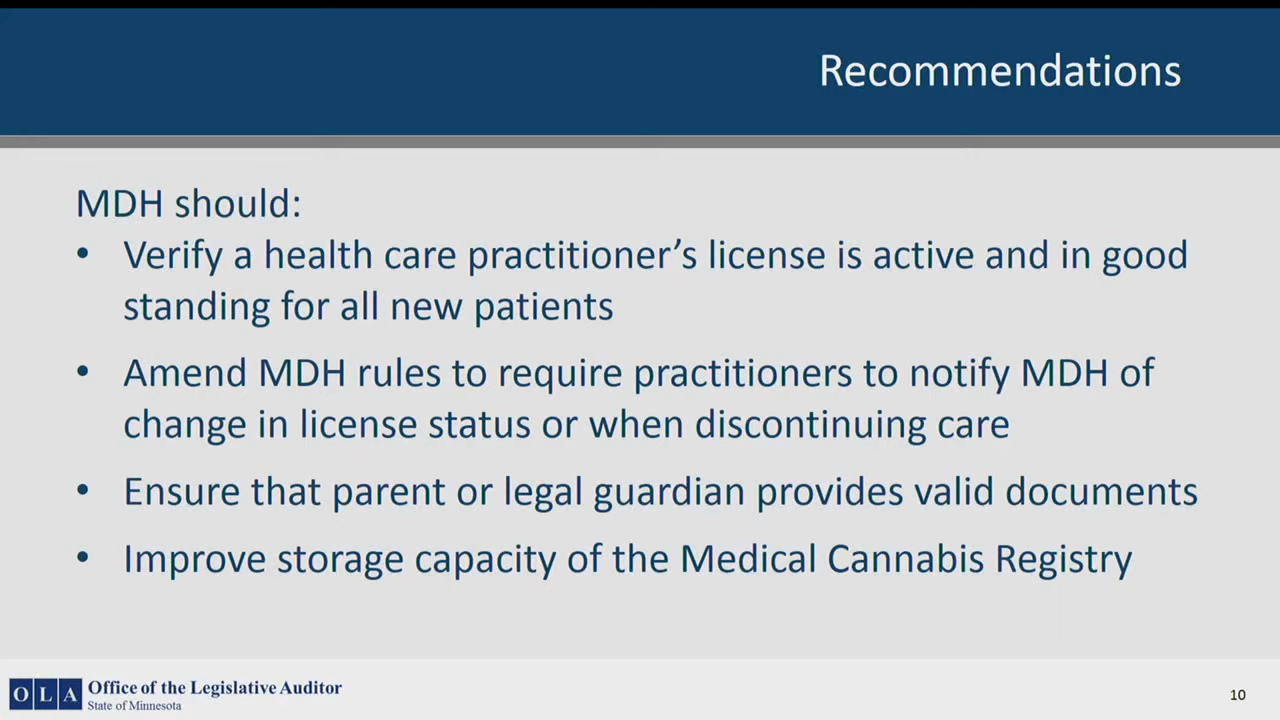 Recommendations
MDH should:
• Verify a health care practitioner’s license is active and in good
standing for all new patients
• Amend MDH rules to require practitioners to notify MDH of
change in license status or when discontinuing care
• Ensure that parent or legal guardian provides valid documents
• Improve storage capacity of the Medical Cannabis Registry
OLA Office of the Legislative Auditor
State of Minnesota
10